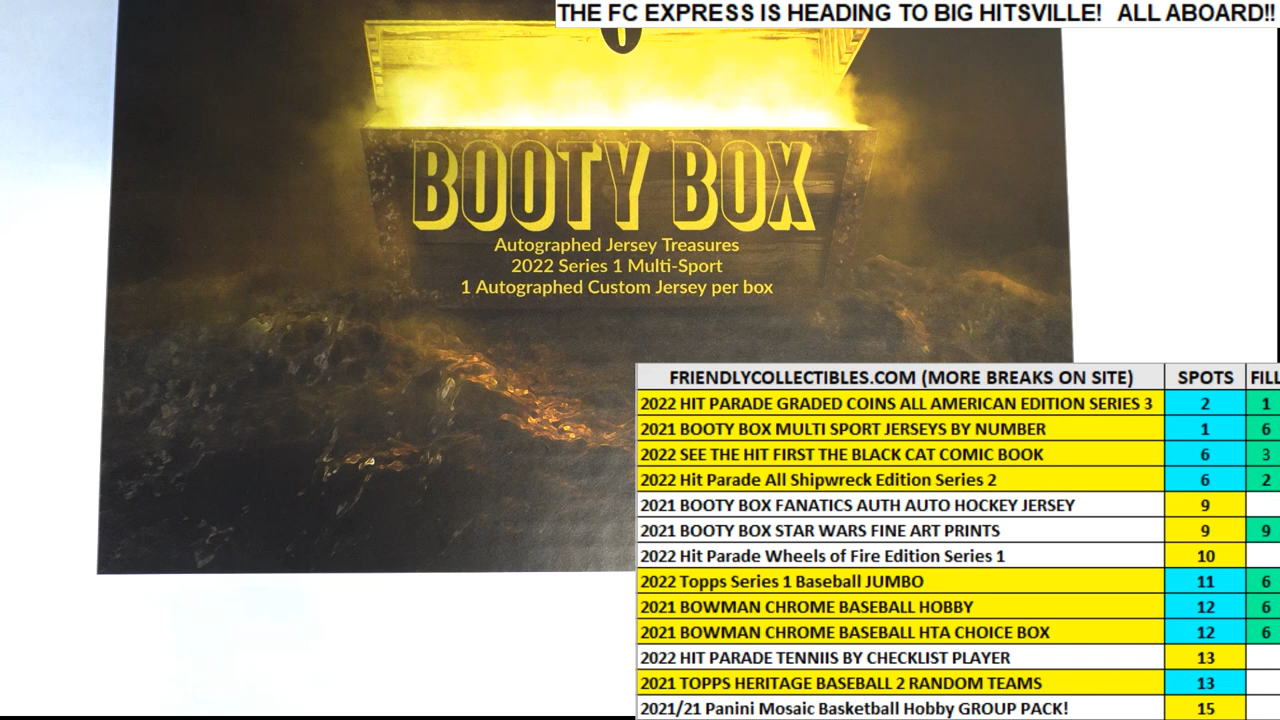 THE FC EXPRESS IS HEADING TO BIG HITSVILLE!   ALL ABOARD!!
BOOTY BOX
Autographed Jersey Treasures
2022 Series 1 Multi-Sport
1 Autographed Custom Jersey per box
FRIENDLYCOLLECTIBLES.COM (MORE BREAKS ON SITE) SPOTS FILL
2022 HIT PARADE GRADED COINS ALL AMERICAN EDITION SERIES 3 2 1
2021 BOOTY BOX MULTI SPORT JERSEYS BY NUMBER 1 6
2022 SEE THE HIT FIRST THE BLACK CAT COMIC BOOK 6 3
2022 Hit Parade All Shipwreck Edition Series 2 6 2
2021 BOOTY BOX FANATICS AUTH AUTO HOCKEY JERSEY 9
2021 BOOTY BOX STAR WARS FINE ART PRINTS 9 9
2022 Hit Parade Wheels of Fire Edition Series 1 10
2022 Topps Series 1 Baseball JUMBO 11 6
2021 BOWMAN CHROME BASEBALL HOBBY 12 6
2021 BOWMAN CHROME BASEBALL HTA CHOICE BOX 12 6
2022 HIT PARADE TENNIIS BY CHECKLIST PLAYER 13
2021 TOPPS HERITAGE BASEBALL 2 RANDOM TEAMS 13
2021/21 Panini Mosaic Basketball Hobby GROUP PACK! 15